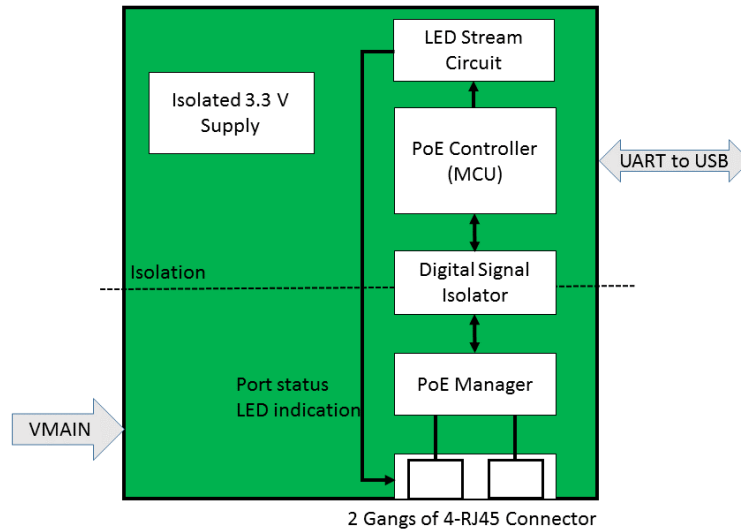 LED Stream
Circuit
Isolated 3.3 V
Supply
PoE Controller
(MCU)
UART to USB
Isolation
Digital Signal
Isolator
Port status
LED indication
PoE Manager
VMAIN
2 Gangs of 4-RJ45 Connector